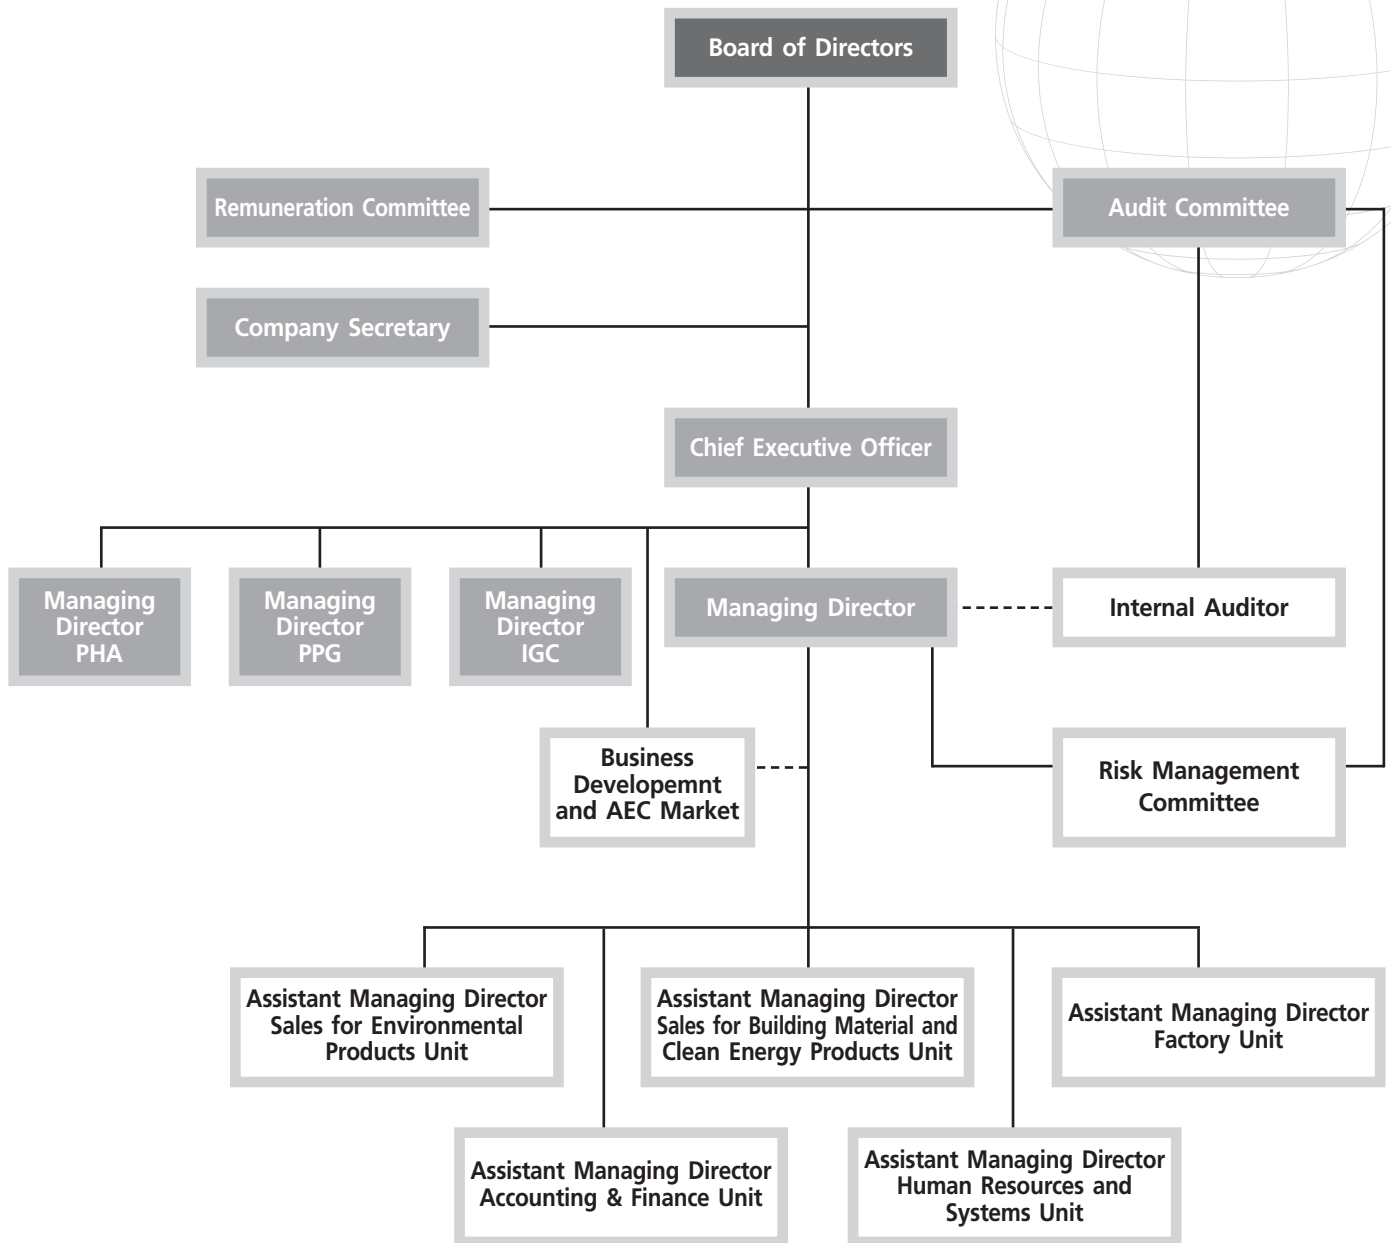 Board of Directors
Remuneration Committee
Audit Committee
Company Secretary
Chief Executive Officer
Managing
Director
PHA
Managing
Director
PPG
Managing
Director
IGC
Managing Director
Internal Auditor
Business
Developemnt
and AEC Market
Risk Management
Committee
Assistant Managing Director
Sales for Environmental
Products Unit
Assistant Managing Director
Sales for Building Material and
Clean Energy Products Unit
Assistant Managing Director
Factory Unit
Assistant Managing Director
Accounting & Finance Unit
Assistant Managing Director
Human Resources and
Systems Unit